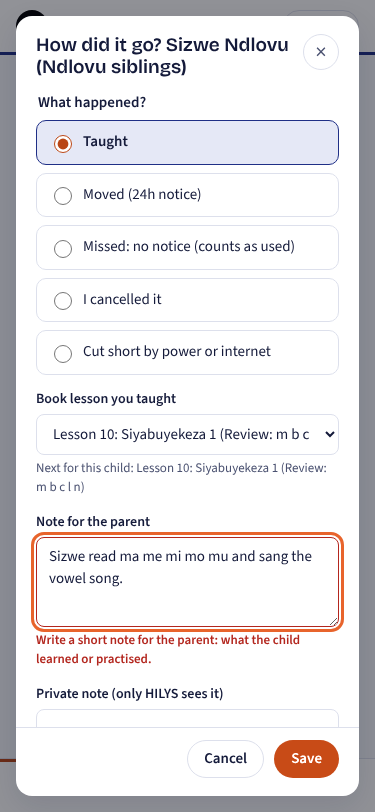 How did it go? Sizwe Ndlovu
(Ndlovu siblings)
What happened?
Taught
Moved (24h notice)
Missed: no notice (counts as used)
I cancelled it
Cut short by power or internet
Book lesson you taught
Lesson 10: Siyabuyekeza 1 (Review: m b c
Next for this child: Lesson 10: Siyabuyekeza 1 (Review:
m b c l n)
Note for the parent
Sizwe read ma me mi mo mu and sang the
vowel song.
Write a short note for the parent: what the child
learned or practised.
Private note (only HILYS sees it)
Cancel
Save